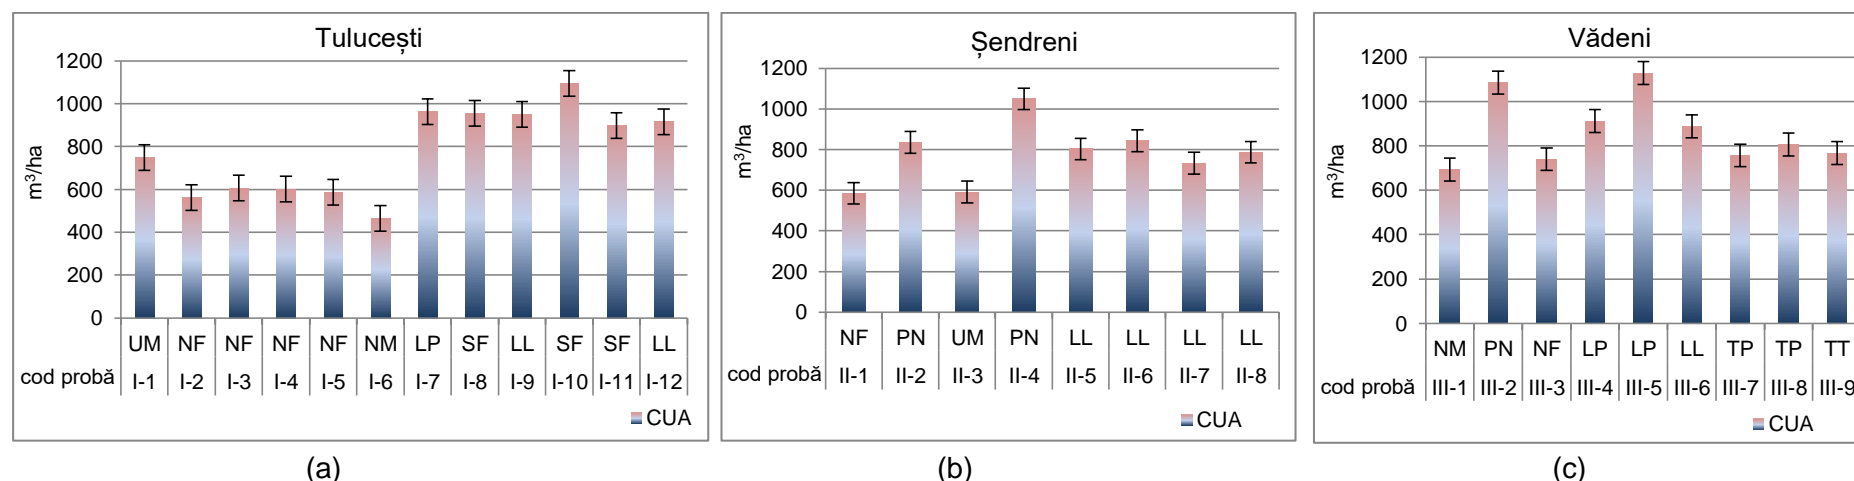 Tulucești
m³/ha
1200
1000
800
600
400
200
0
UM NF NF NF NF NM LP SF LL SF SF LL
cod probă I-1 I-2 I-3 I-4 I-5 I-6 I-7 I-8 I-9 I-10 I-11 I-12
CUA
(a)
Șendreni
m³/ha
1200
1000
800
600
400
200
0
NF PN UM PN LL LL LL LL
cod probă II-1 II-2 II-3 II-4 II-5 II-6 II-7 II-8
CUA
(b)
Vădeni
m³/ha
1200
1000
800
600
400
200
0
NM PN NF LP LP LL TP TP TT
cod probă III-1 III-2 III-3 III-4 III-5 III-6 III-7 III-8 III-9
CUA
(c)